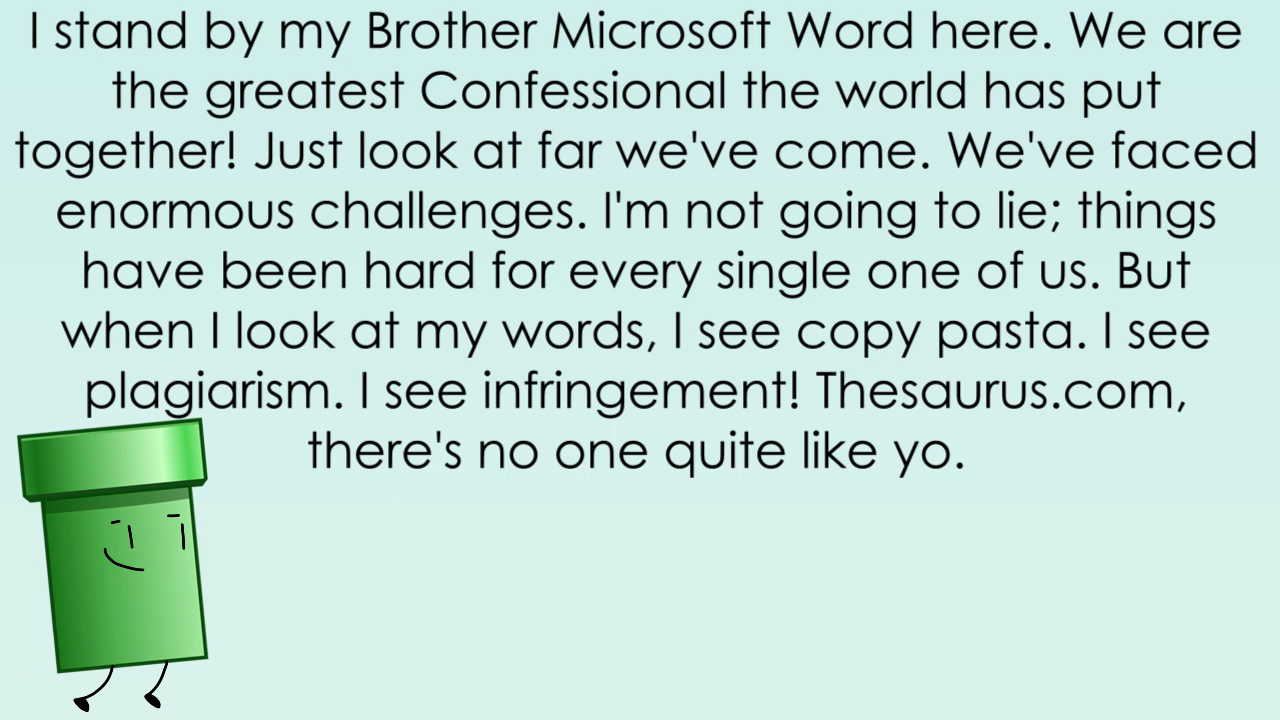 I stand by my Brother Microsoft Word here. We are
the greatest Confessional the world has put
together! Just look at far we've come. We've faced
enormous challenges. I'm not going to lie; things
have been hard for every single one of us. But
when I look at my words, I see copy pasta. I see
plagiarism. I see infringement! Thesaurus.com,
there's no one quite like yo.